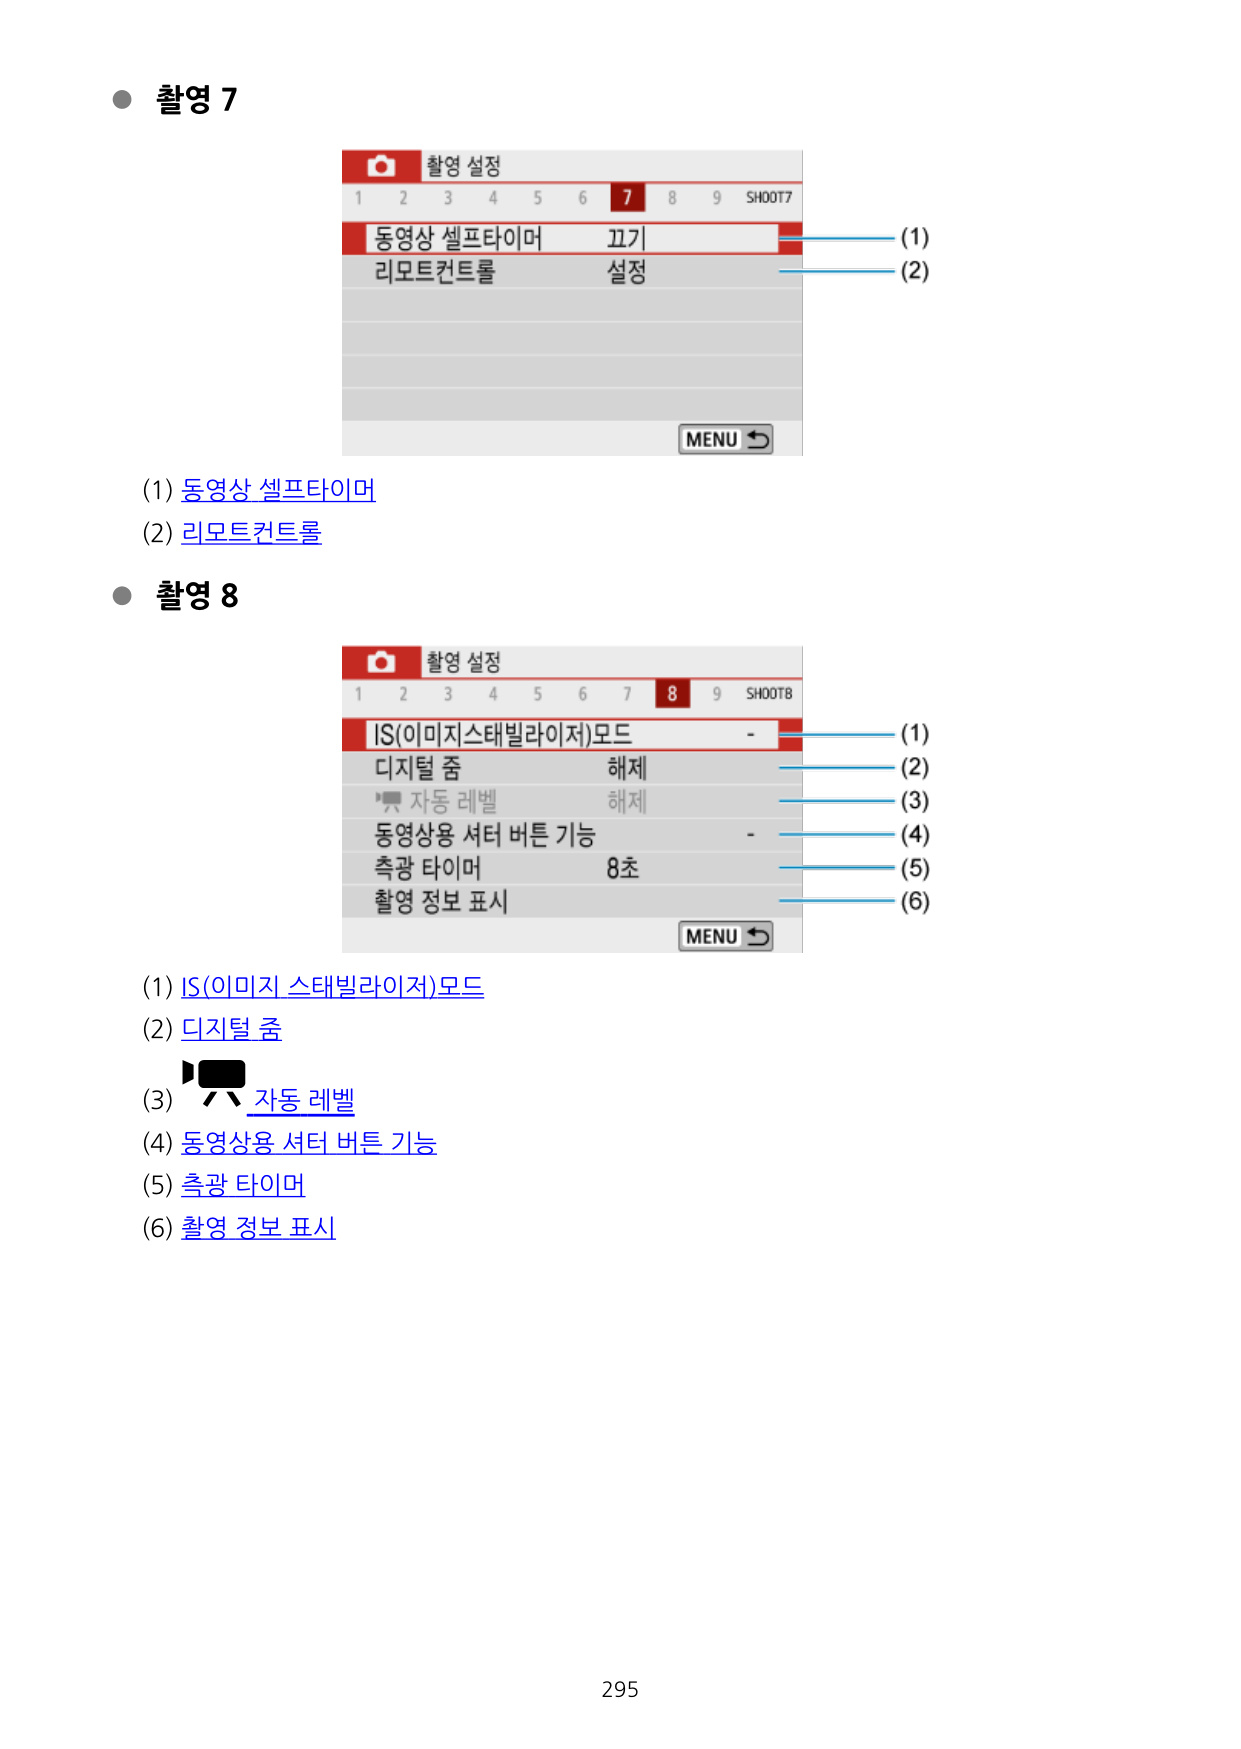 촬영 7
촬영 설정
1 2 3 4 5 6 7 8 9 SHOOT7
동영상 셀프타이머 끄기 (1)
리모트컨트롤 설정 (2)
MENU
(1) 동영상 셀프타이머
(2) 리모트컨트롤
촬영 8
촬영 설정
1 2 3 4 5 6 7 8 9 SHOOT8
IS(이미지스태빌라이저)모드 - (1)
디지털 줌 해제 (2)
자동 레벨 해제 (3)
동영상용 셔터 버튼 기능 - (4)
측광 타이머 8초 (5)
촬영 정보 표시 (6)
MENU
(1) IS(이미지 스태빌라이저)모드
(2) 디지털 줌
(3) 자동 레벨
(4) 동영상용 셔터 버튼 기능
(5) 측광 타이머
(6) 촬영 정보 표시
295